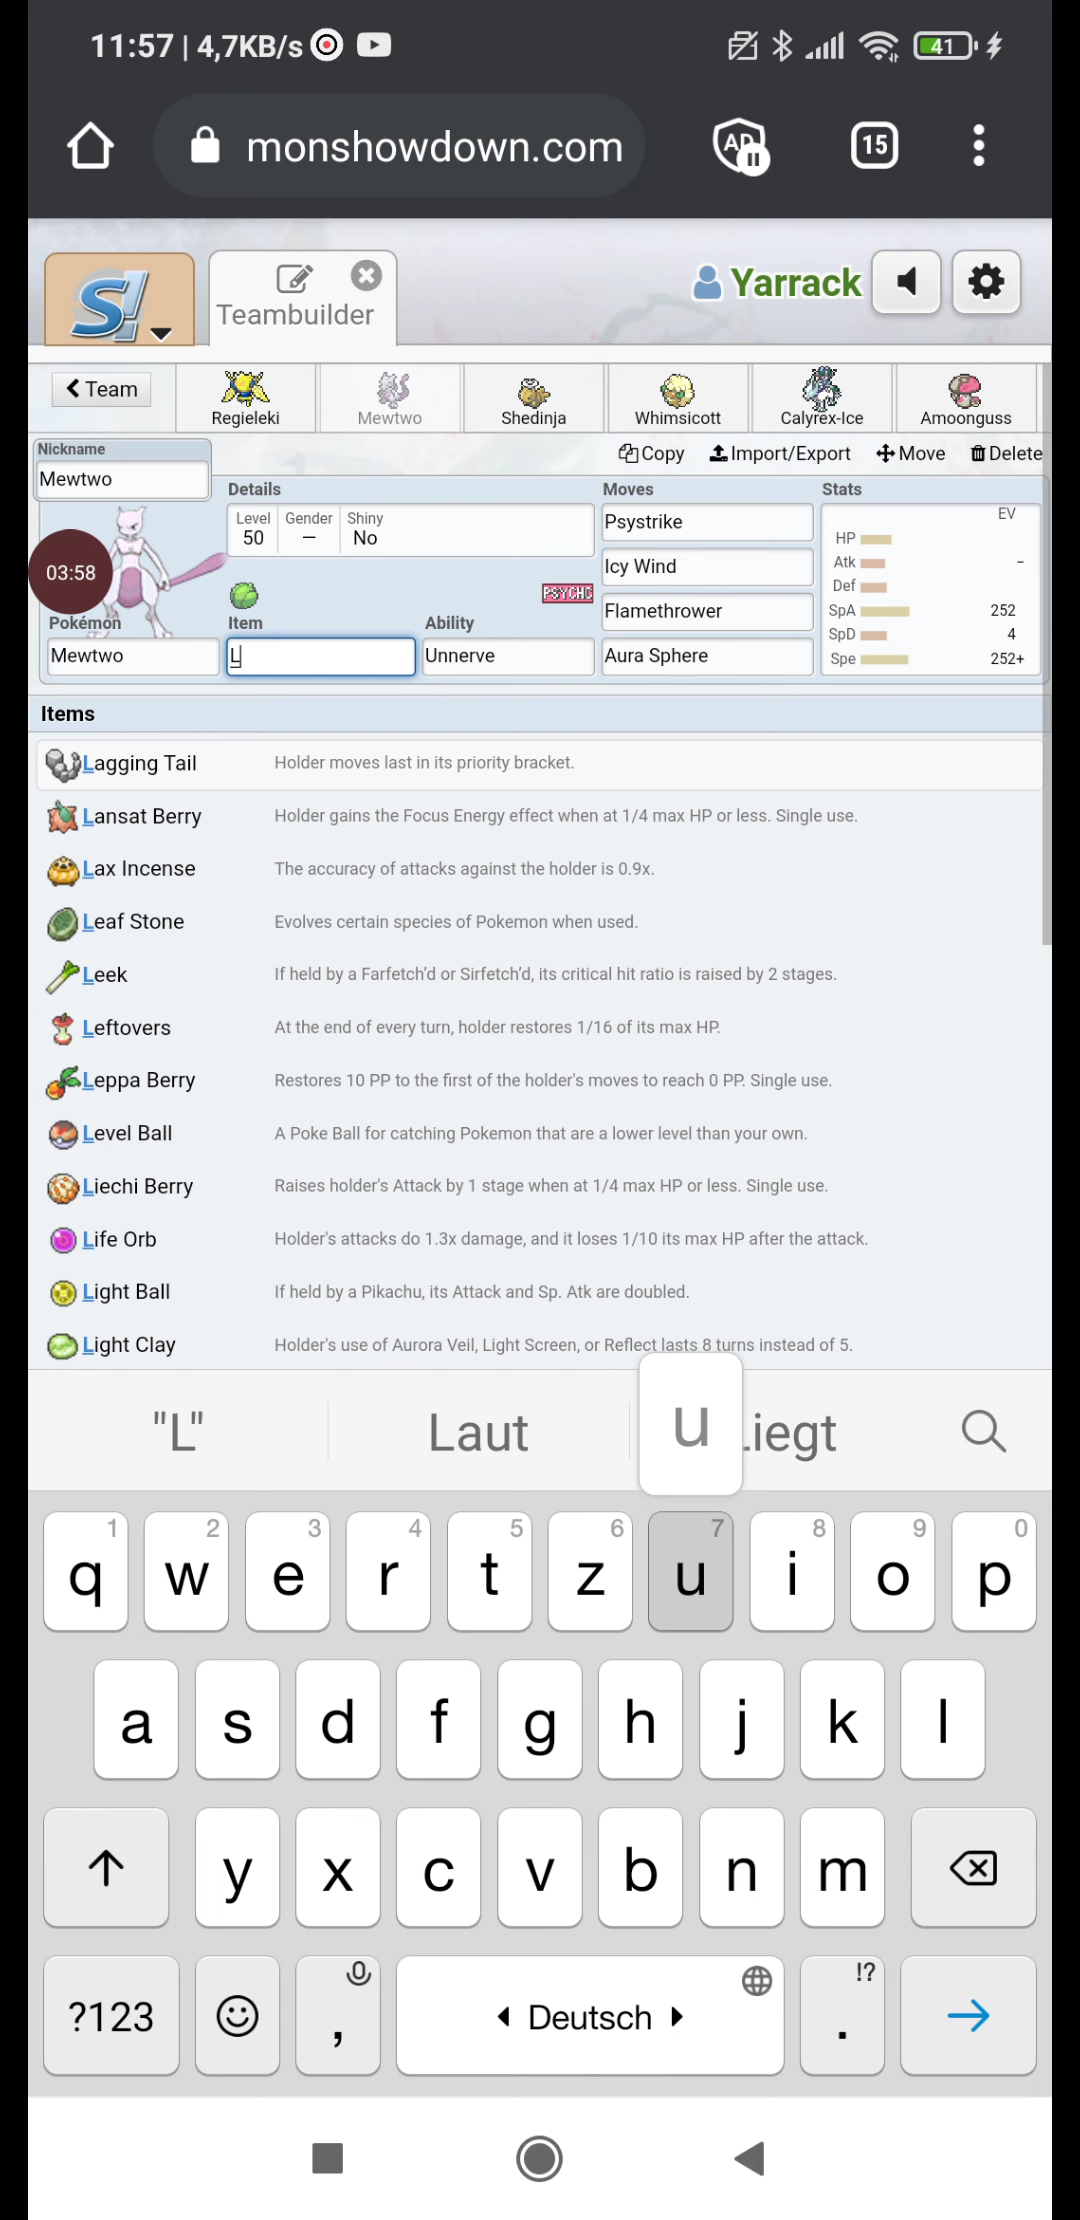 11:57 | 4,7KB/s
41
monshowdown.com
AD
15
S!
Teambuilder
Yarrack
Team
Regieleki
Mewtwo
Shedinja
Whimsicott
Calyrex-Ice
Amoonguss
Nickname
Mewtwo
Copy
Import/Export
Move
Delete
Details
Level
50
Gender
—
Shiny
No
PSYCHC
Pokémon
Mewtwo
Item
L
Ability
Unnerve
Moves
Psystrike
Icy Wind
Flamethrower
Aura Sphere
Stats
EV
HP
Atk -
Def
SpA 252
SpD 4
Spe 252+
03:58
Items
Lagging Tail Holder moves last in its priority bracket.
Lansat Berry Holder gains the Focus Energy effect when at 1/4 max HP or less. Single use.
Lax Incense The accuracy of attacks against the holder is 0.9x.
Leaf Stone Evolves certain species of Pokemon when used.
Leek If held by a Farfetch'd or Sirfetch'd, its critical hit ratio is raised by 2 stages.
Leftovers At the end of every turn, holder restores 1/16 of its max HP.
Leppa Berry Restores 10 PP to the first of the holder's moves to reach 0 PP. Single use.
Level Ball A Poke Ball for catching Pokemon that are a lower level than your own.
Liechi Berry Raises holder's Attack by 1 stage when at 1/4 max HP or less. Single use.
Life Orb Holder's attacks do 1.3x damage, and it loses 1/10 its max HP after the attack.
Light Ball If held by a Pikachu, its Attack and Sp. Atk are doubled.
Light Clay Holder's use of Aurora Veil, Light Screen, or Reflect lasts 8 turns instead of 5.
"L" Laut u Liegt
1 2 3 4 5 6 7 8 9 0
q w e r t z u i o p
a s d f g h j k l
y x c v b n m
?123 , Deutsch . !?